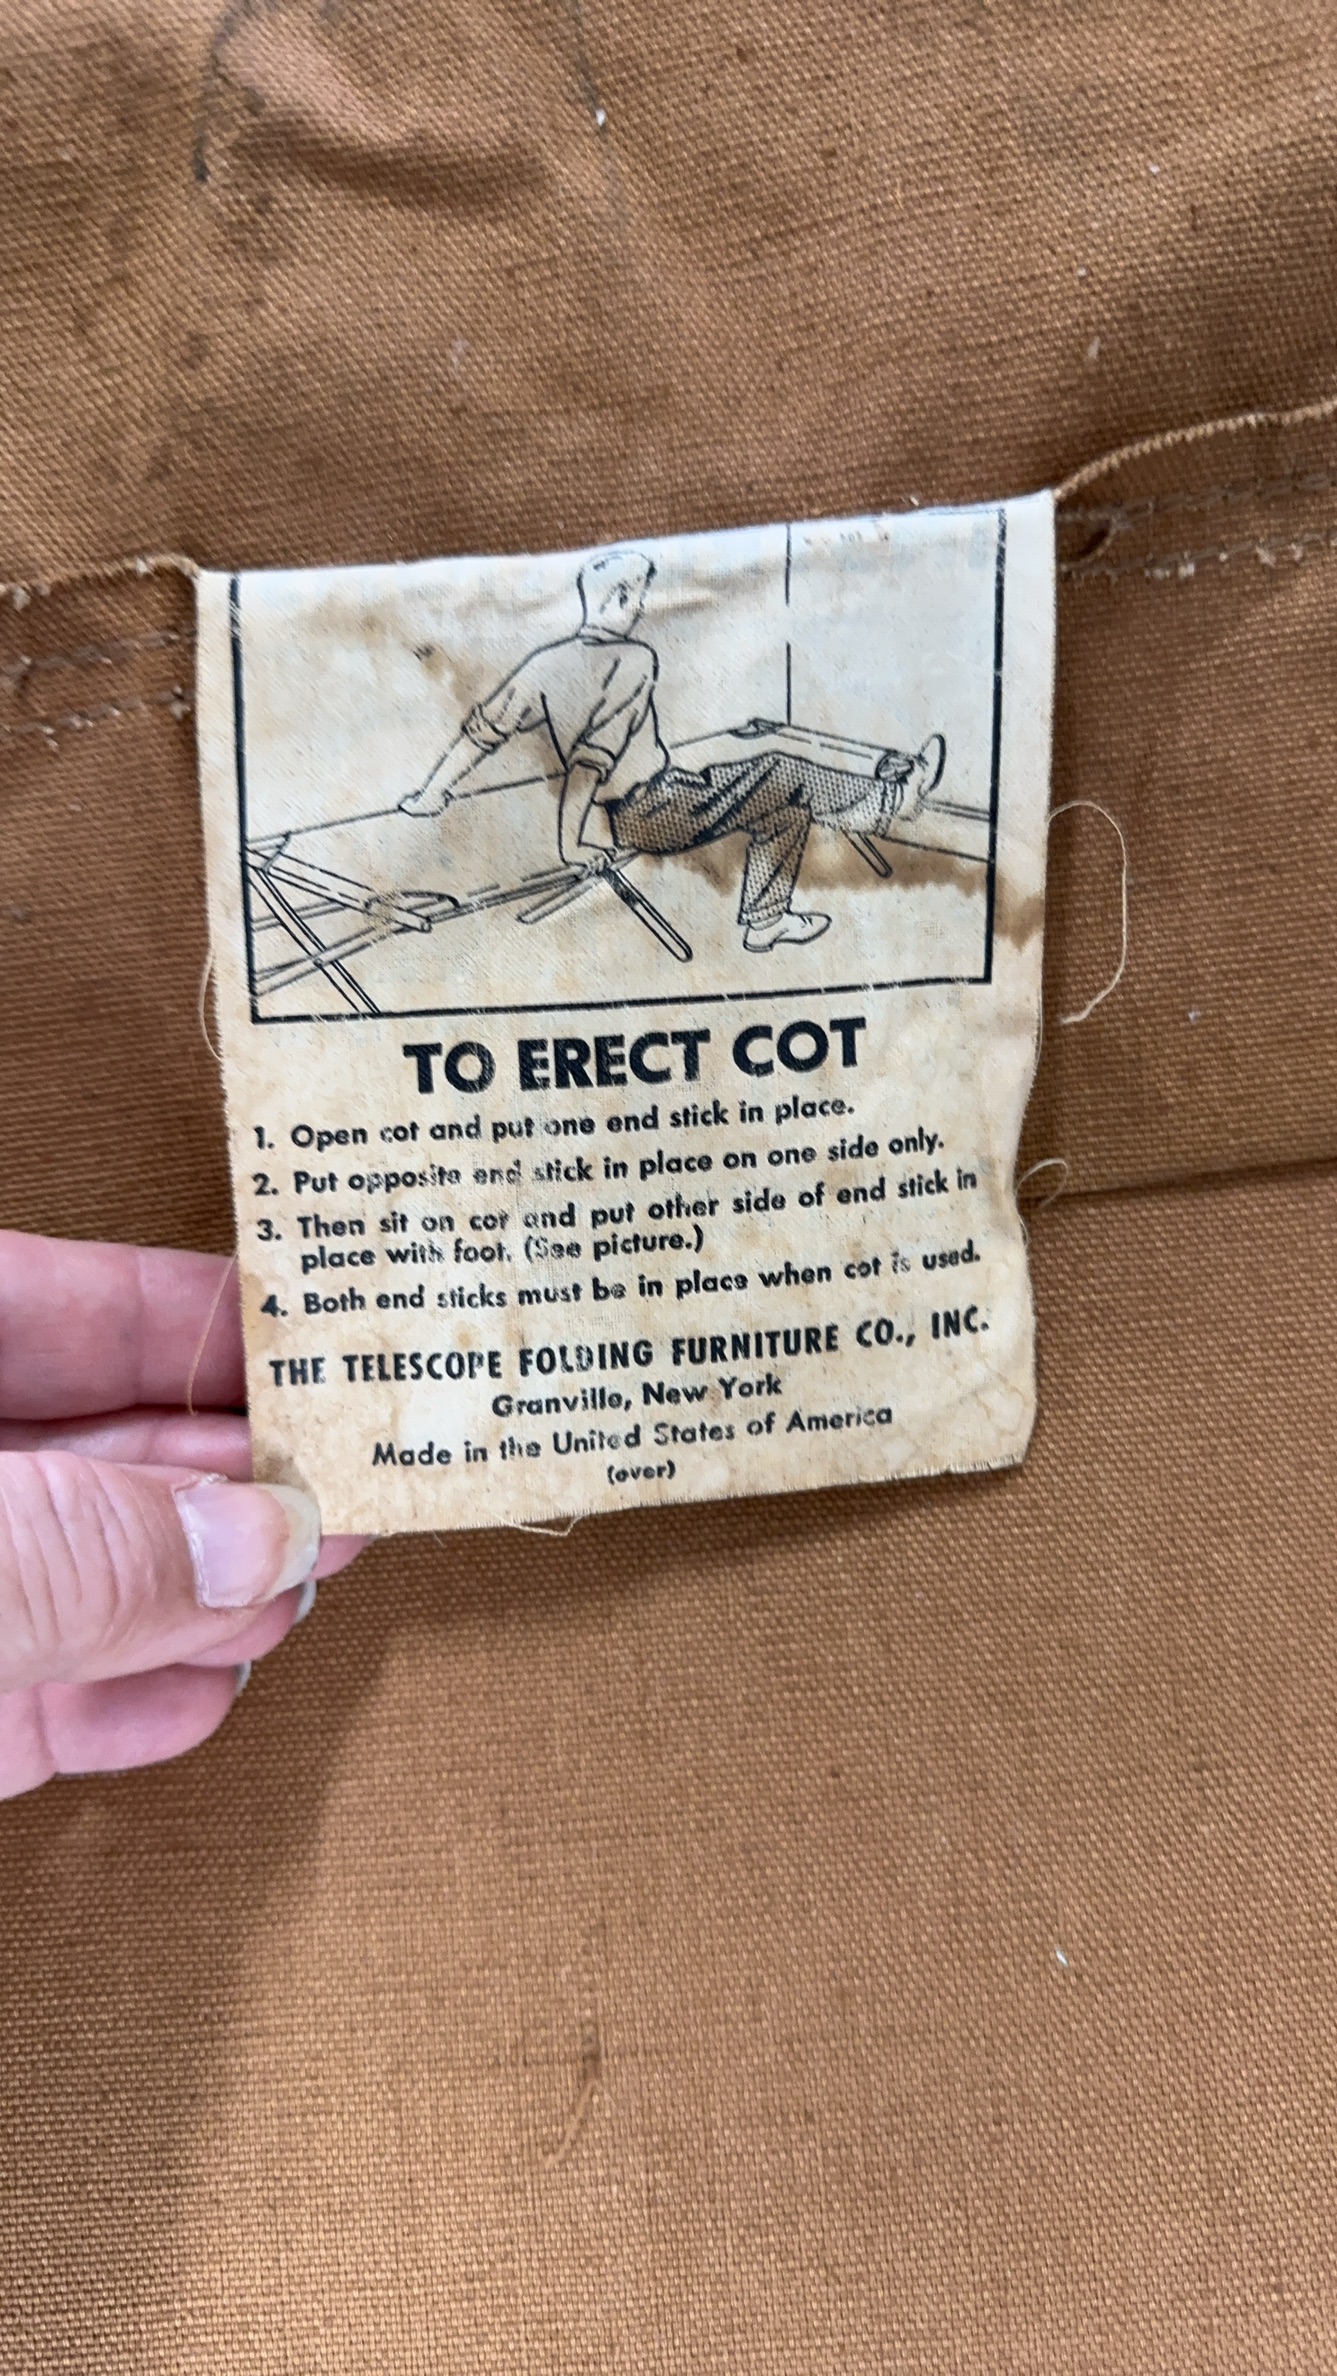 TO ERECT COT
1. Open cot and put one end stick in place.
2. Put opposite end stick in place on one side only.
3. Then sit on cot and put other side of end stick in
place with foot. (See picture.)
4. Both end sticks must be in place when cot is used.
THE TELESCOPE FOLDING FURNITURE CO., INC.
Granville, New York
Made in the United States of America
(over)